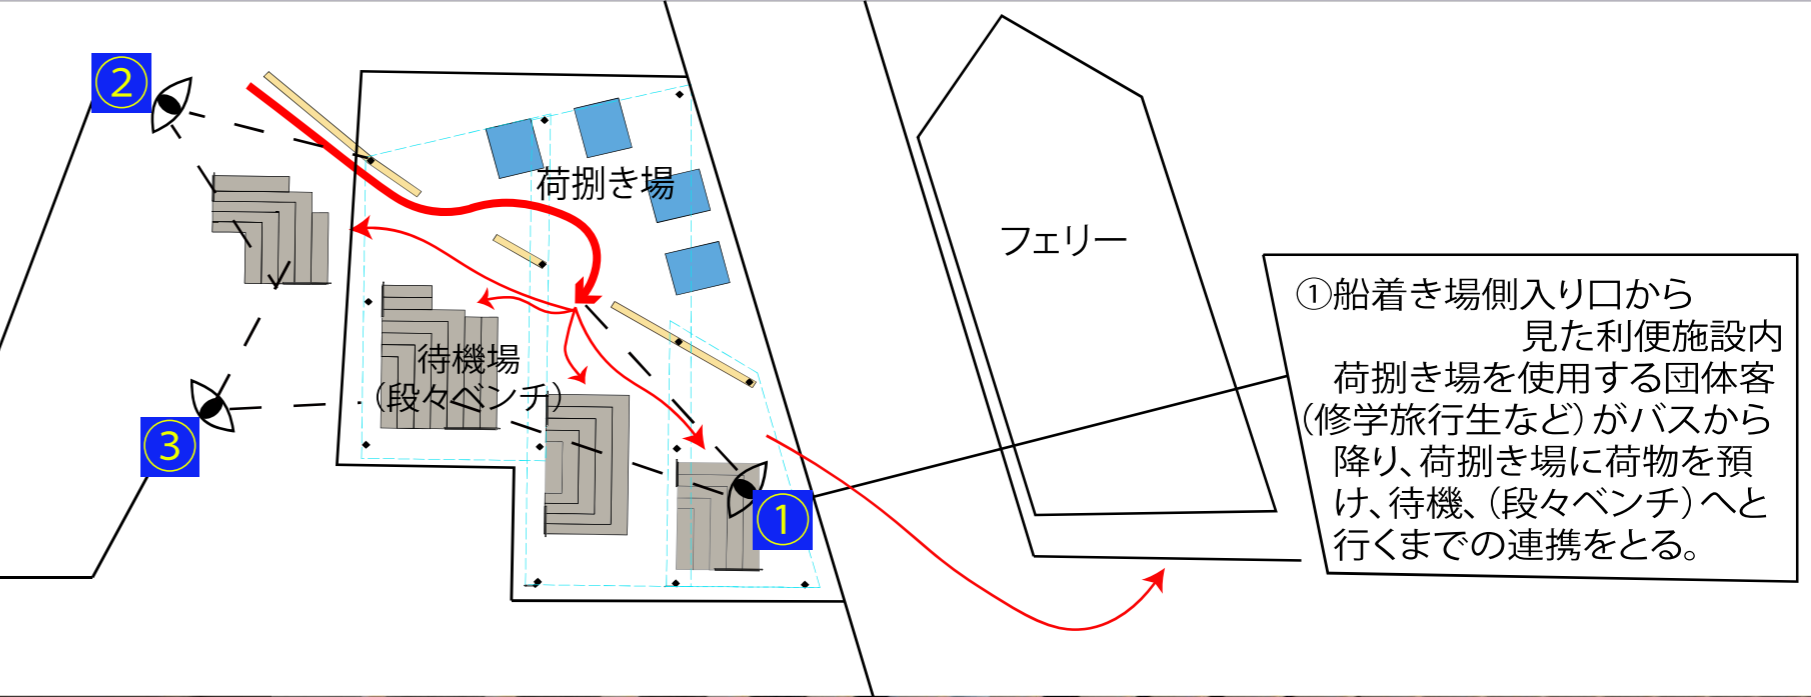 ②
荷捌き場
フェリー
待機場
（段々ベンチ）
③
①
①船着き場側入り口から
見た利便施設内
荷捌き場を使用する団体客
（修学旅行生など）がバスから
降り、荷捌き場に荷物を預
け、待機、（段々ベンチ）へと
行くまでの連携をとる。